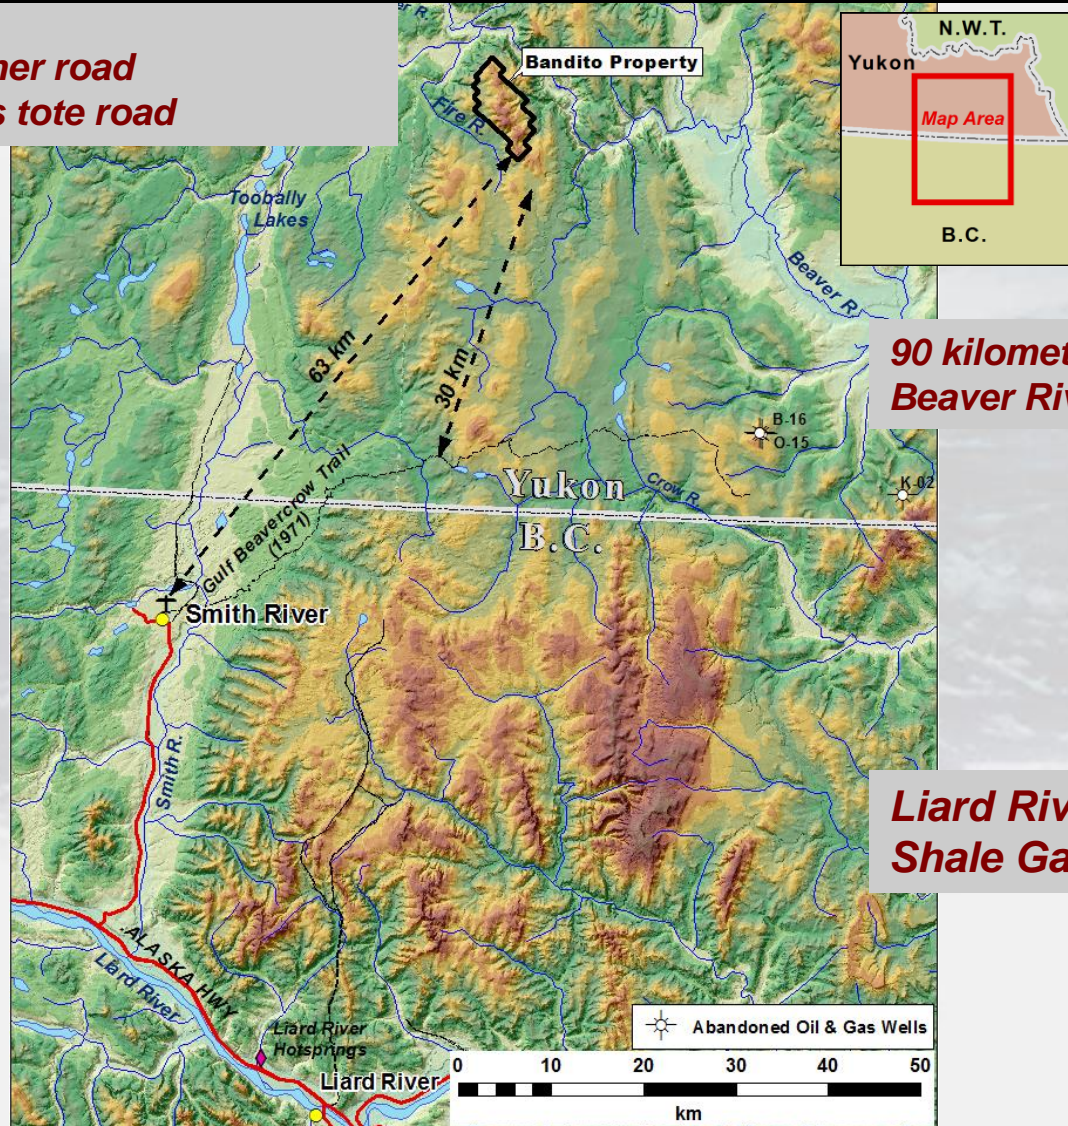 ner road
s tote road
er R.
Bandito Property
Fire R.
N.W.T.
Yukon
Map Area
B.C.
Toobally
Lakes
Beaver R.
63 km
30 km
90 kilomet
Beaver Riv
B-16
O-15
K-02
Gulf Beavercrow Trail
(1971)
Yukon
Crow R.
B.C.
Smith River
Smith R.
Liard Riv
Shale Ga
ALASKA HWY
Liard River
Liard River
Hotsprings
Liard River
Abandoned Oil & Gas Wells
0 10 20 30 40 50
km